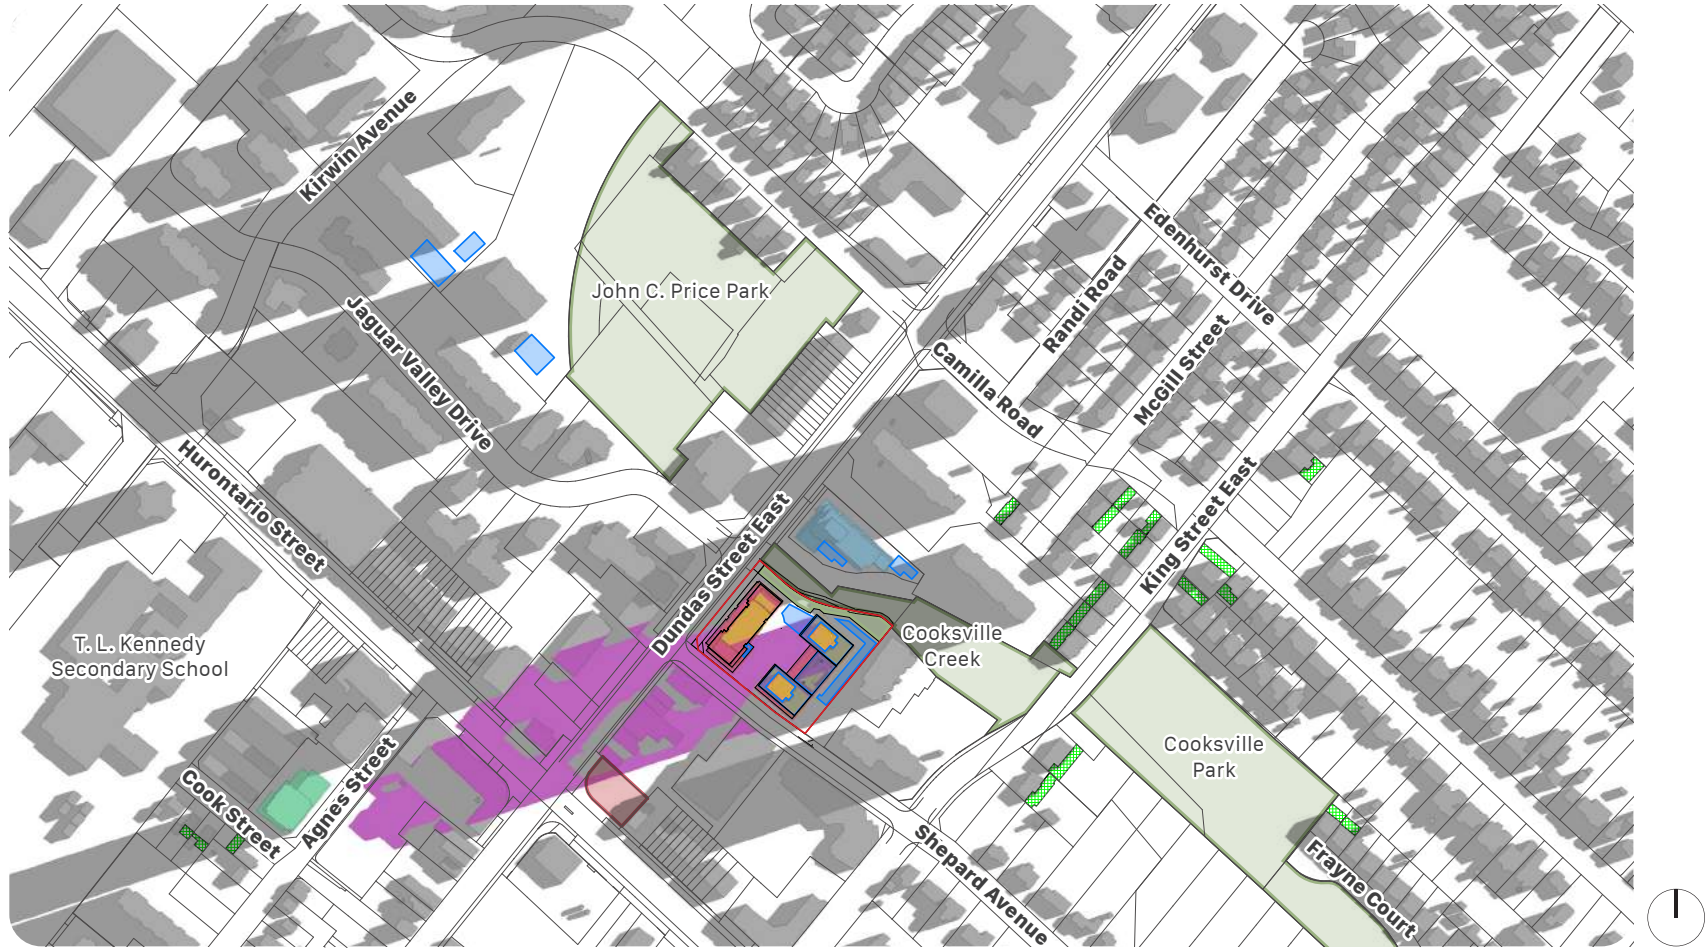 Kirwin Avenue
Edenhurst Drive
John C. Price Park
Randi Road
Jaguar Valley Drive
McGill Street
Camilla Road
Hurontario Street
King Street East
Dundas Street East
T. L. Kennedy
Secondary School
Cooksville
Creek
Cooksville
Park
Cook Street
Agnes Street
Shepard Avenue
Frayne Court